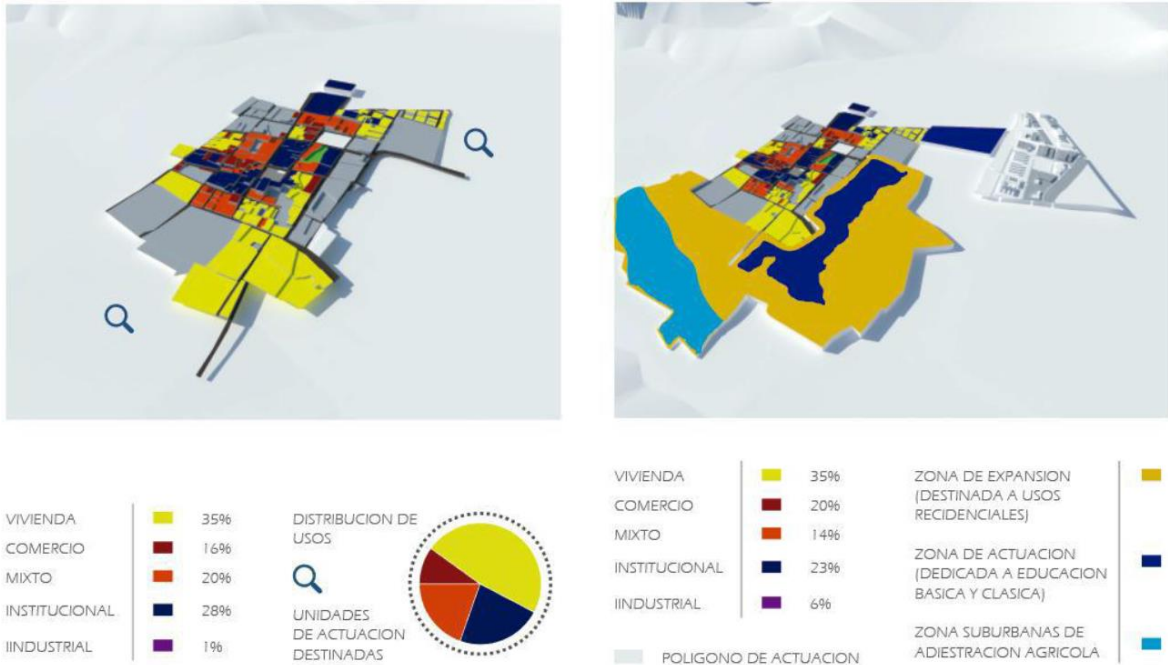 VIVIENDA 35%
COMERCIO 16%
MIXTO 20%
INSTITUCIONAL 28%
IINDUSTRIAL 1%
DISTRIBUCION DE
USOS
UNIDADES
DE ACTUACION
DESTINADAS
VIVIENDA 35%
COMERCIO 20%
MIXTO 14%
INSTITUCIONAL 23%
IINDUSTRIAL 6%
POLIGONO DE ACTUACION
ZONA DE EXPANSION
(DESTINADA A USOS
RECIDENCIALES)
ZONA DE ACTUACION
(DEDICADA A EDUCACION
BASICA Y CLASICA)
ZONA SUBURBANAS DE
ADIESTRACION AGRICOLA